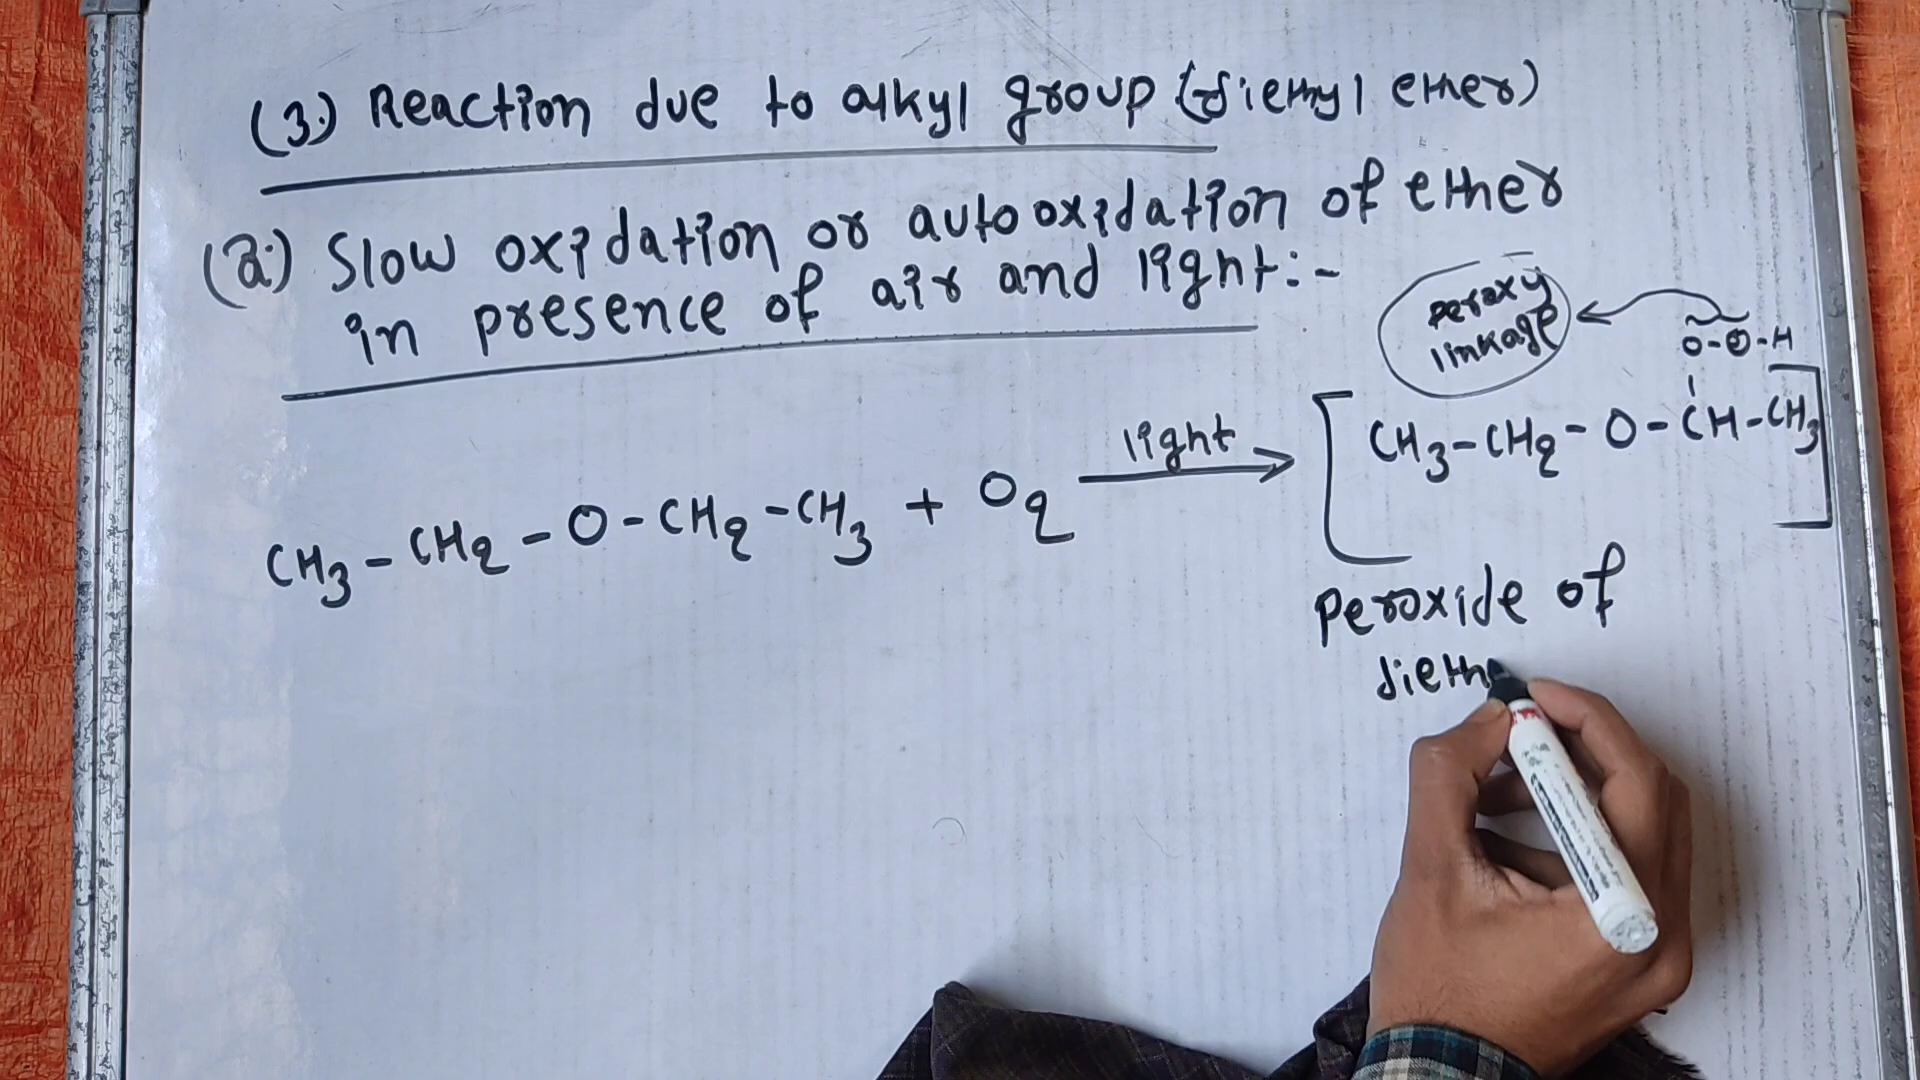 (3.) Reaction due to alkyl group (diethyl ether)
(a.) Slow oxidation or autooxidation of ether
in presence of air and light:-
peroxy
linkage
O-O-H
CH3-CH2-O-CH2-CH3 + O2 light → [CH3-CH2-O-CH-CH3]
peroxide of
diethy